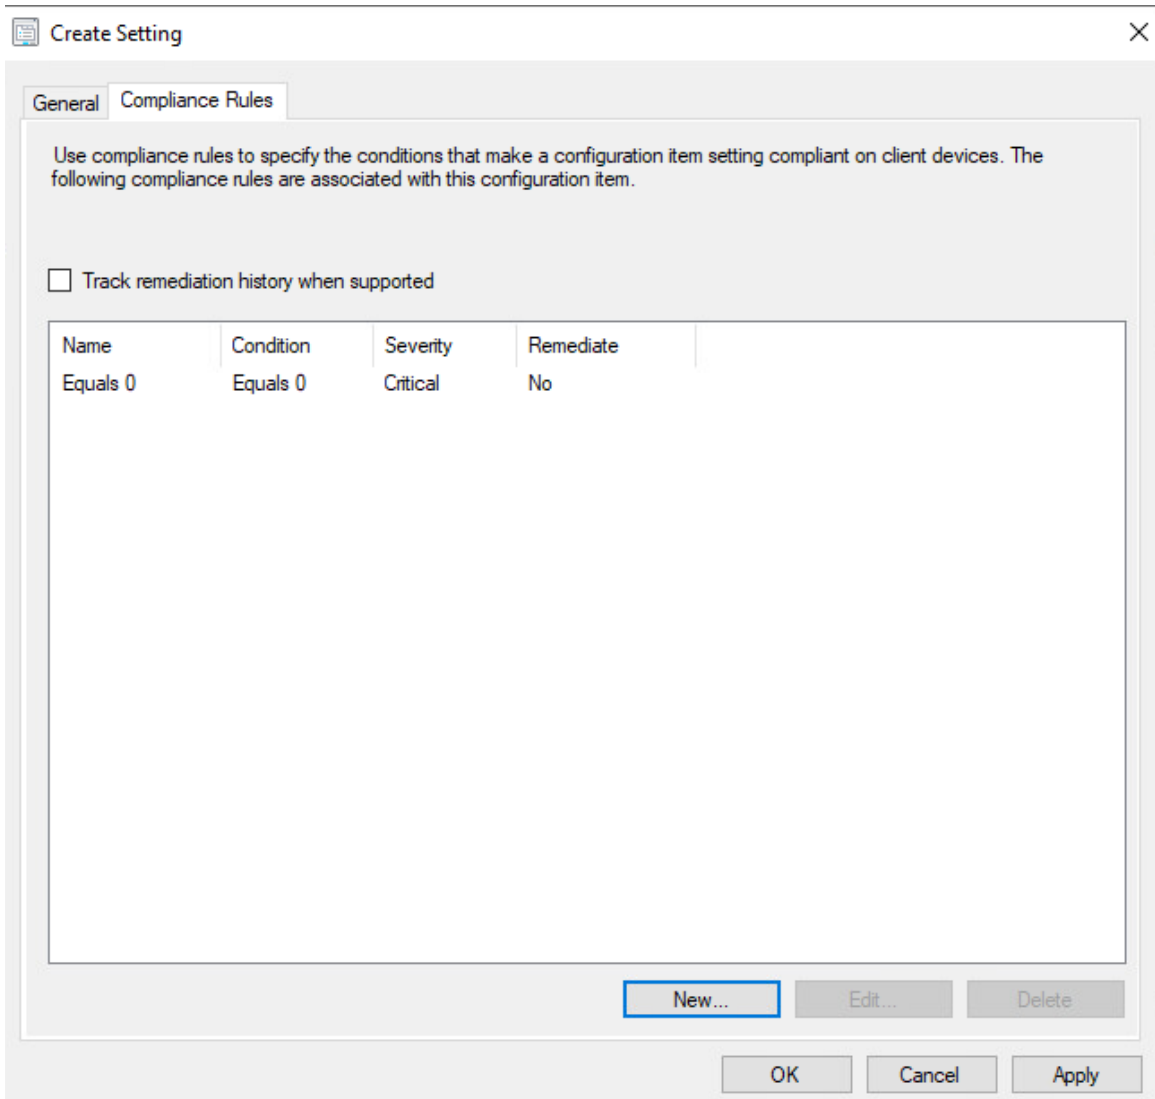 Create Setting
General
Compliance Rules
Use compliance rules to specify the conditions that make a configuration item setting compliant on client devices. The
following compliance rules are associated with this configuration item.
Track remediation history when supported
Name Condition Severity Remediate
Equals 0 Equals 0 Critical No
New... Edit... Delete
OK Cancel Apply